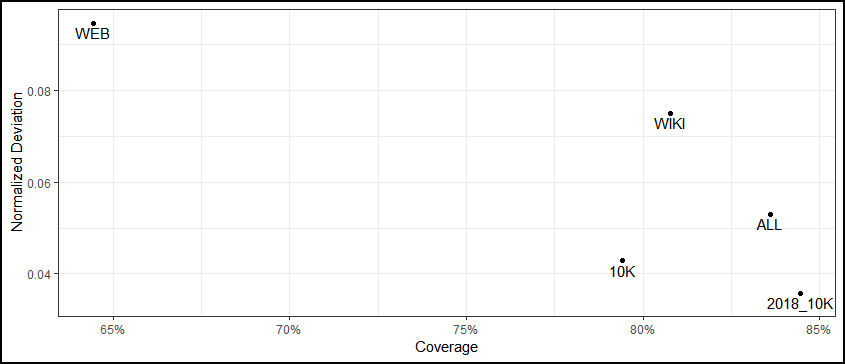 WEB
0.08
WIKI
Normalized Deviation
0.06
ALL
10K
0.04
2018_10K
65%
70%
75%
80%
85%
Coverage